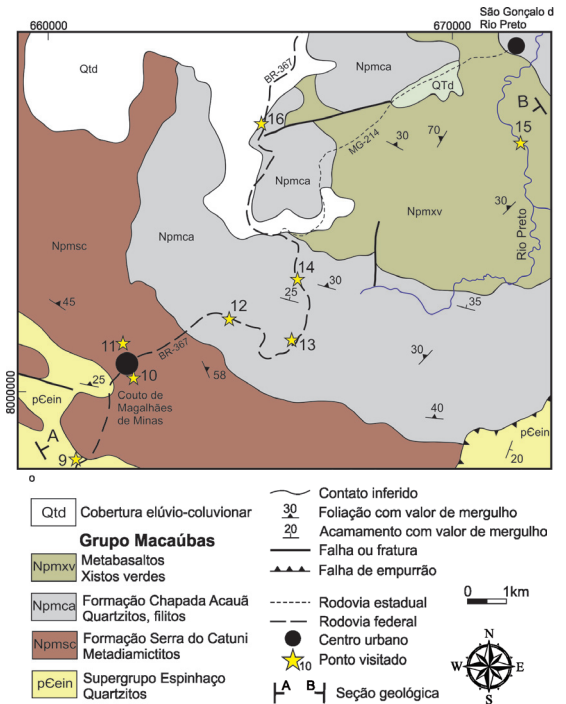 São Gonçalo d
Rio Preto
660000
670000
Qtd
BR-367
Npmca
QTd
B
16
MG-214
30
70
15
Npmca
Npmxv
30
Rio Preto
Npmsc
Npmca
14
25
30
45
12
35
11
BR-367
13
30
8000000
25
10
58
Couto de
Magalhães
de Minas
pЄein
40
A
9
pЄein
20
o
Qtd Cobertura elúvio-coluvionar
Grupo Macaúbas
Npmxv Metabasaltos
Xistos verdes
Npmca Formação Chapada Acauã
Quartzitos, filitos
Npmsc Formação Serra do Catuni
Metadiamictitos
pЄein Supergrupo Espinhaço
Quartzitos
Contato inferido
30 Foliação com valor de mergulho
20 Acamamento com valor de mergulho
Falha ou fratura
Falha de empurrão
Rodovia estadual
Rodovia federal
Centro urbano
10 Ponto visitado
A B Seção geológica
0 1km
N
W E
S